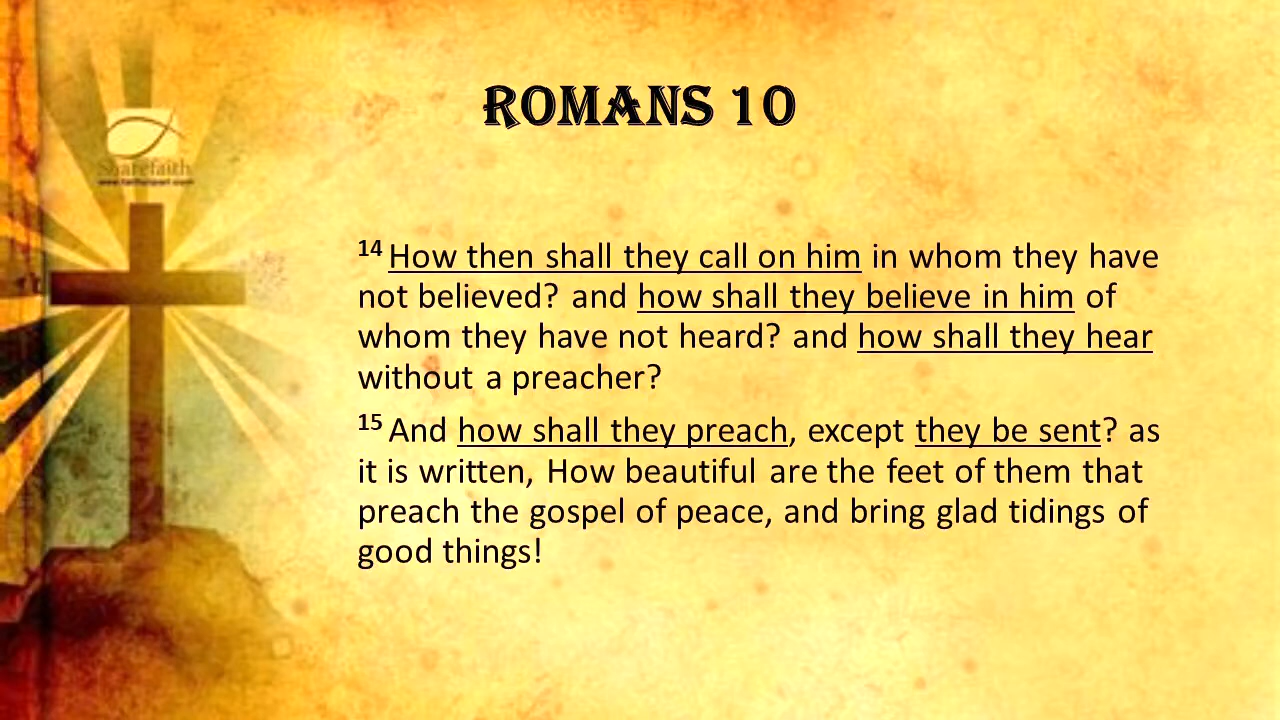 ROMANS 10
Sharefaith
14 How then shall they call on him in whom they have
not believed? and how shall they believe in him of
whom they have not heard? and how shall they hear
without a preacher?
15 And how shall they preach, except they be sent? as
it is written, How beautiful are the feet of them that
preach the gospel of peace, and bring glad tidings of
good things!